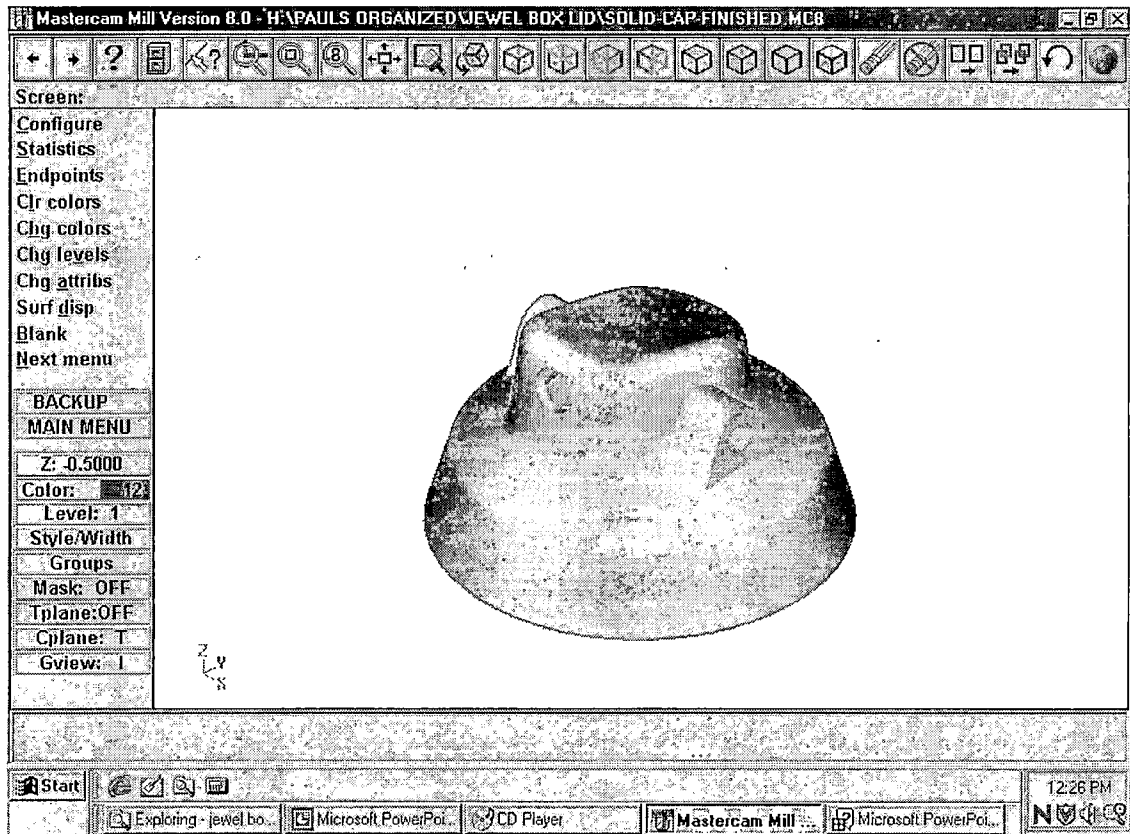 Mastercam Mill Version 8.0 - H:\PAULS ORGANIZED\JEWEL BOX LID\SOLID-CAP-FINISHED.MC8
Screen:
Configure
Statistics
Endpoints
Clr colors
Chg colors
Chg levels
Chg attribs
Surf disp
Blank
Next menu
BACKUP
MAIN MENU
Z: -0.5000
Color: 12
Level: 1
Style/Width
Groups
Mask: OFF
Tplane:OFF
Cplane: T
Gview: I
Z
Y
X
Start
12:26 PM
Exploring - jewel bo...
Microsoft PowerPoi...
CD Player
Mastercam Mill ...
Microsoft PowerPoi...